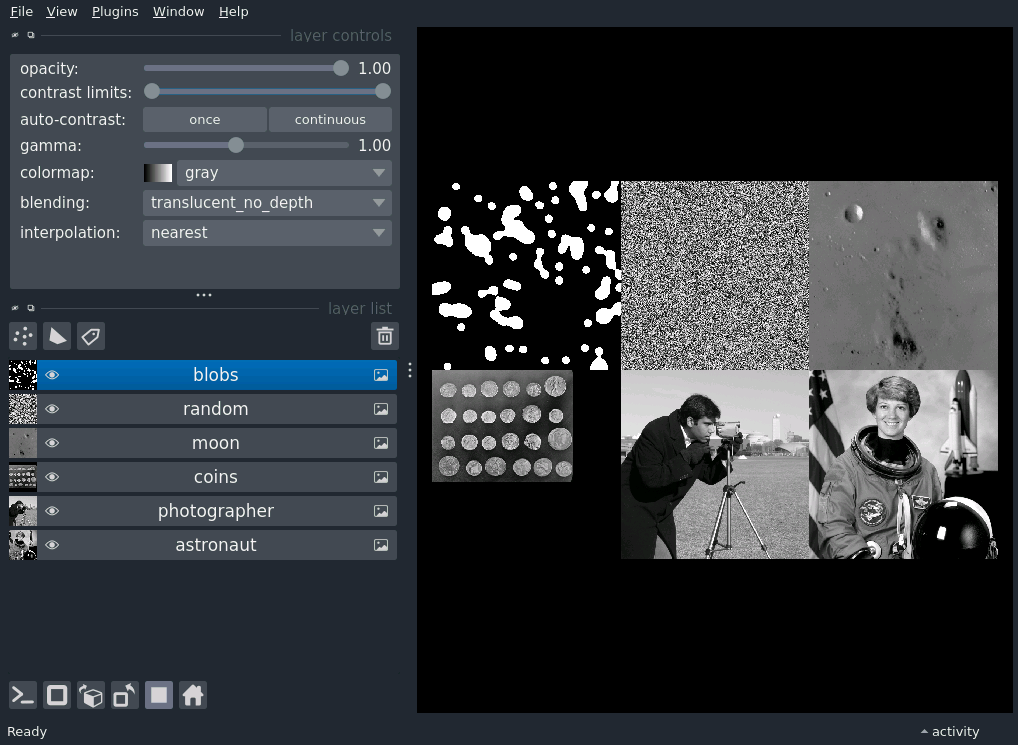 File View Plugins Window Help
layer controls
opacity: 1.00
contrast limits:
auto-contrast: once continuous
gamma: 1.00
colormap: gray
blending: translucent_no_depth
interpolation: nearest
layer list
blobs
random
moon
coins
photographer
astronaut
Ready activity